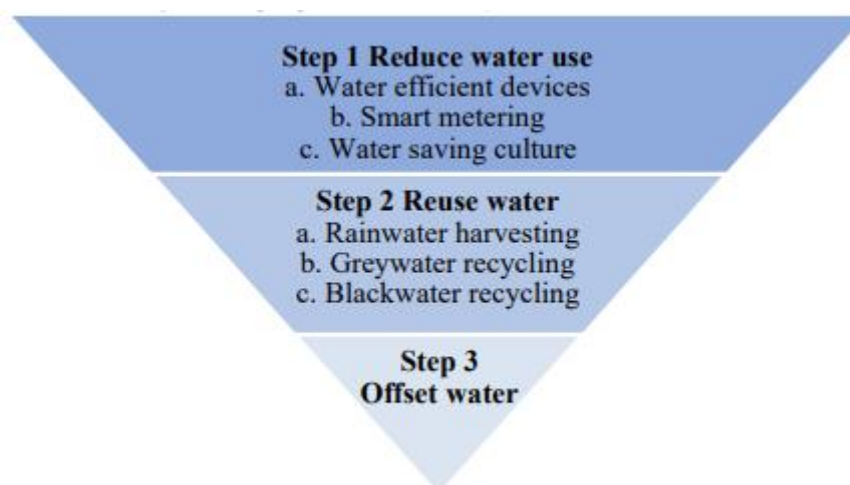 Step 1 Reduce water use
a. Water efficient devices
b. Smart metering
c. Water saving culture
Step 2 Reuse water
a. Rainwater harvesting
b. Greywater recycling
c. Blackwater recycling
Step 3
Offset water